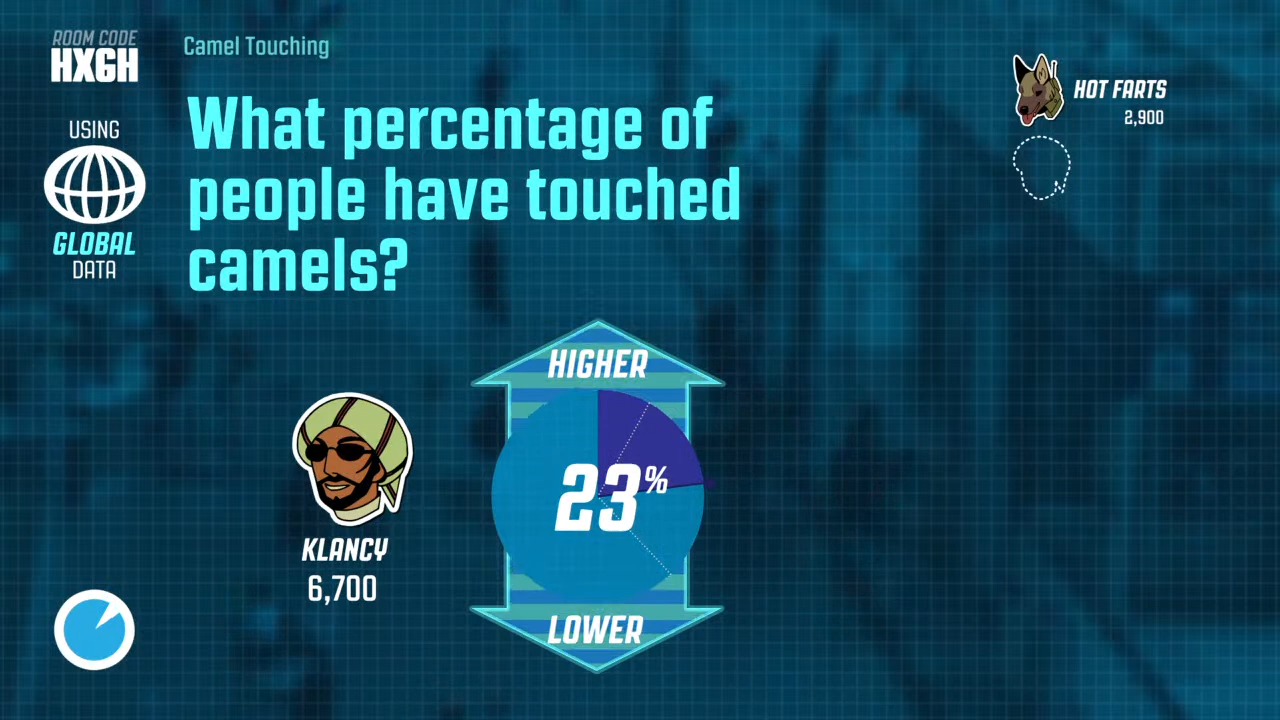 ROOM CODE
HX6H
Camel Touching
USING
GLOBAL
DATA
What percentage of
people have touched
camels?
HOT FARTS
2,900
HIGHER
23%
KLANCY
6,700
LOWER